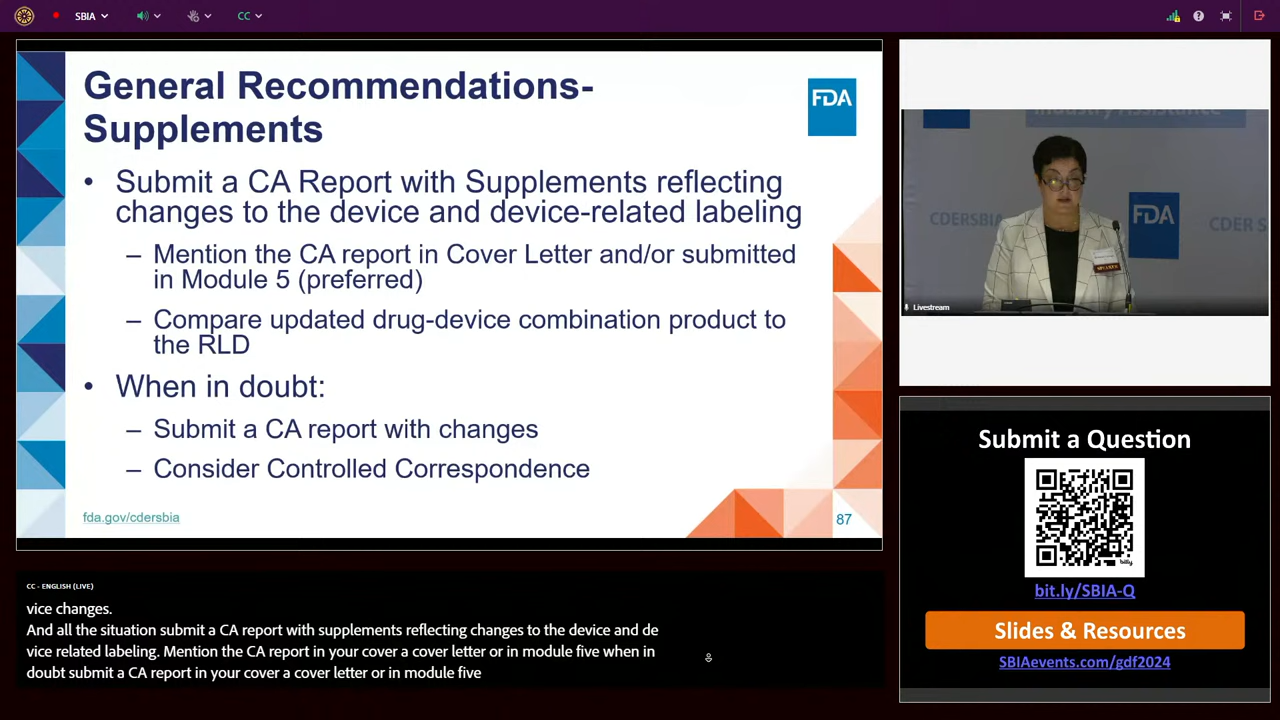 SBIA
CC
General Recommendations-
Supplements
FDA
• Submit a CA Report with Supplements reflecting
changes to the device and device-related labeling
– Mention the CA report in Cover Letter and/or submitted
in Module 5 (preferred)
– Compare updated drug-device combination product to
the RLD
• When in doubt:
– Submit a CA report with changes
– Consider Controlled Correspondence
fda.gov/cdersbia
87
Industry Assistance
CDERSBIA
FDA
CDER S
SPEAKER
Livestream
Submit a Question
bitly
bit.ly/SBIA-Q
Slides & Resources
SBIAevents.com/gdf2024
CC - ENGLISH (LIVE)
vice changes.
And all the situation submit a CA report with supplements reflecting changes to the device and de
vice related labeling. Mention the CA report in your cover a cover letter or in module five when in
doubt submit a CA report in your cover a cover letter or in module five